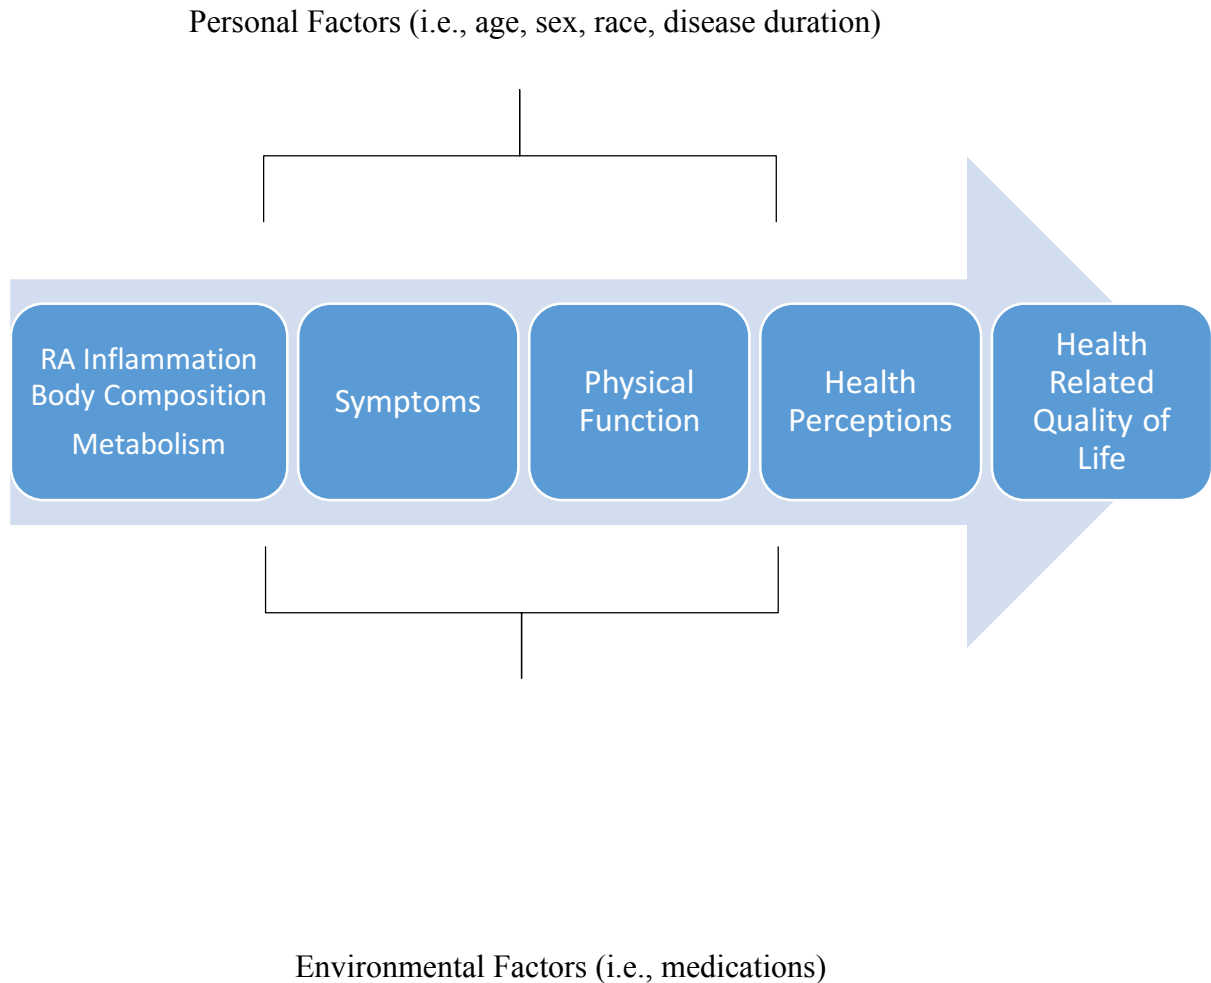 Personal Factors (i.e., age, sex, race, disease duration)
RA Inflammation
Body Composition
Metabolism
Symptoms
Physical
Function
Health
Perceptions
Health
Related
Quality of
Life
Environmental Factors (i.e., medications)